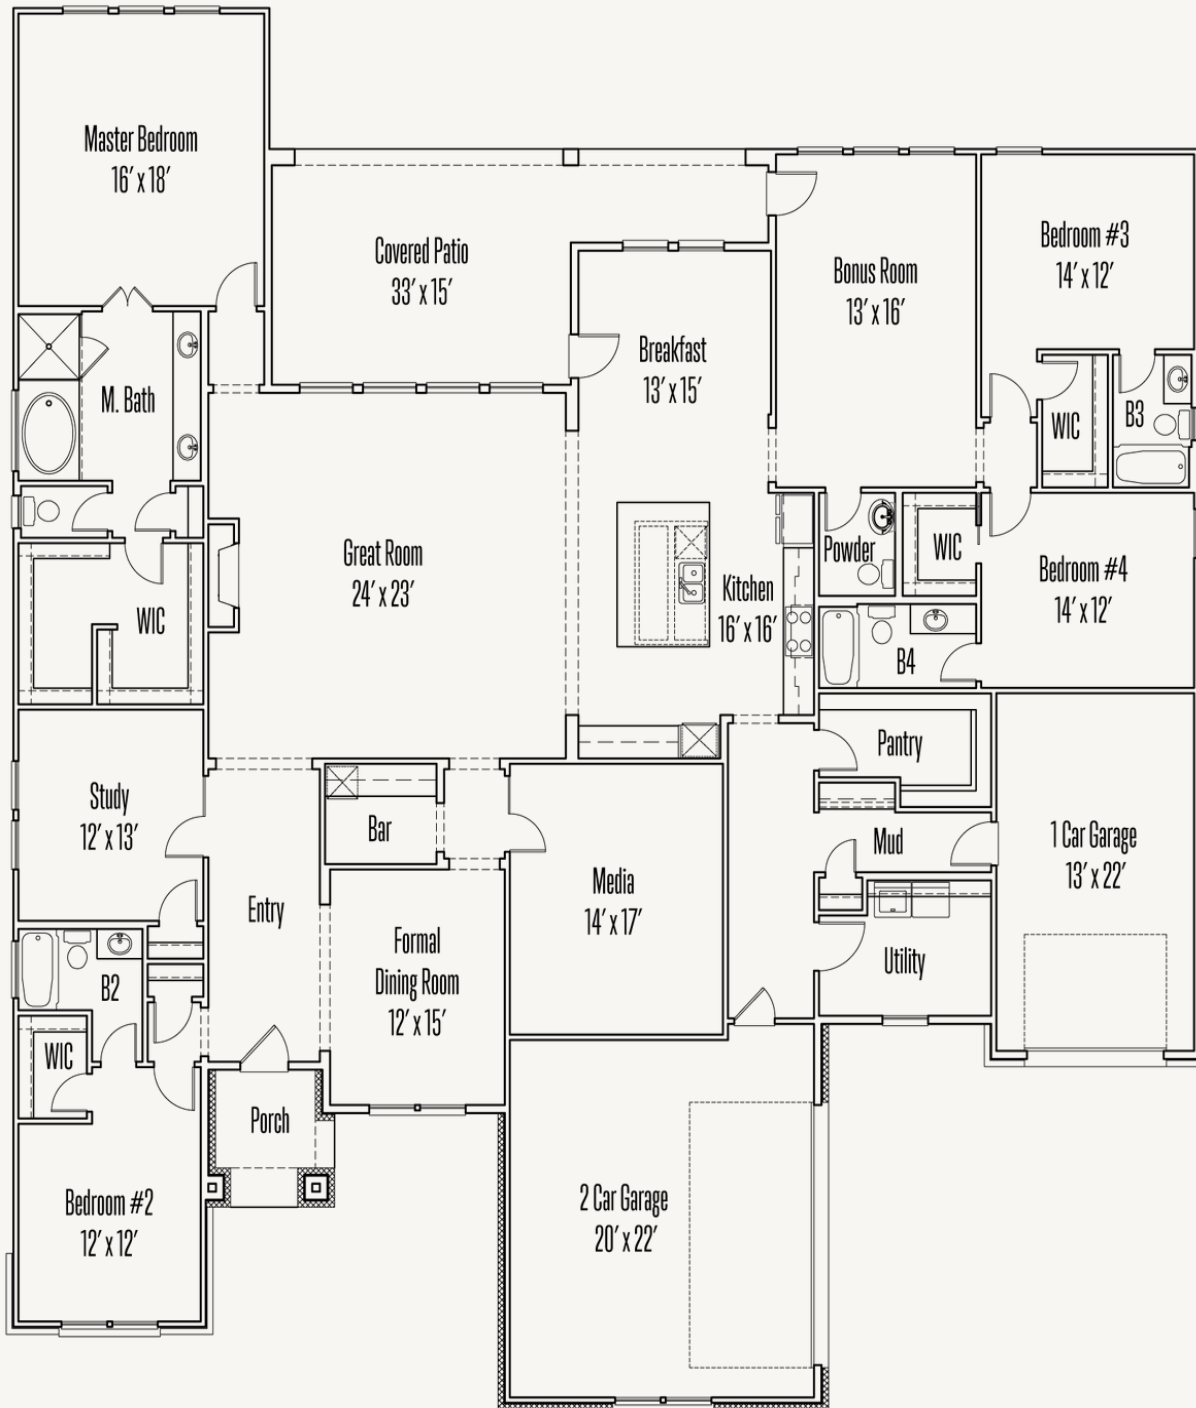 Master Bedroom
16' x 18'
Covered Patio
33' x 15'
Bedroom #3
14' x 12'
Bonus Room
13' x 16'
Breakfast
13' x 15'
M. Bath
WIC
B3
Great Room
24' x 23'
Powder
WIC
Bedroom #4
14' x 12'
Kitchen
16' x 16'
WIC
B4
Pantry
Study
12' x 13'
Bar
Mud
1 Car Garage
13' x 22'
Media
14' x 17'
Entry
Formal
Dining Room
12' x 15'
Utility
B2
WIC
Porch
Bedroom #2
12' x 12'
2 Car Garage
20' x 22'